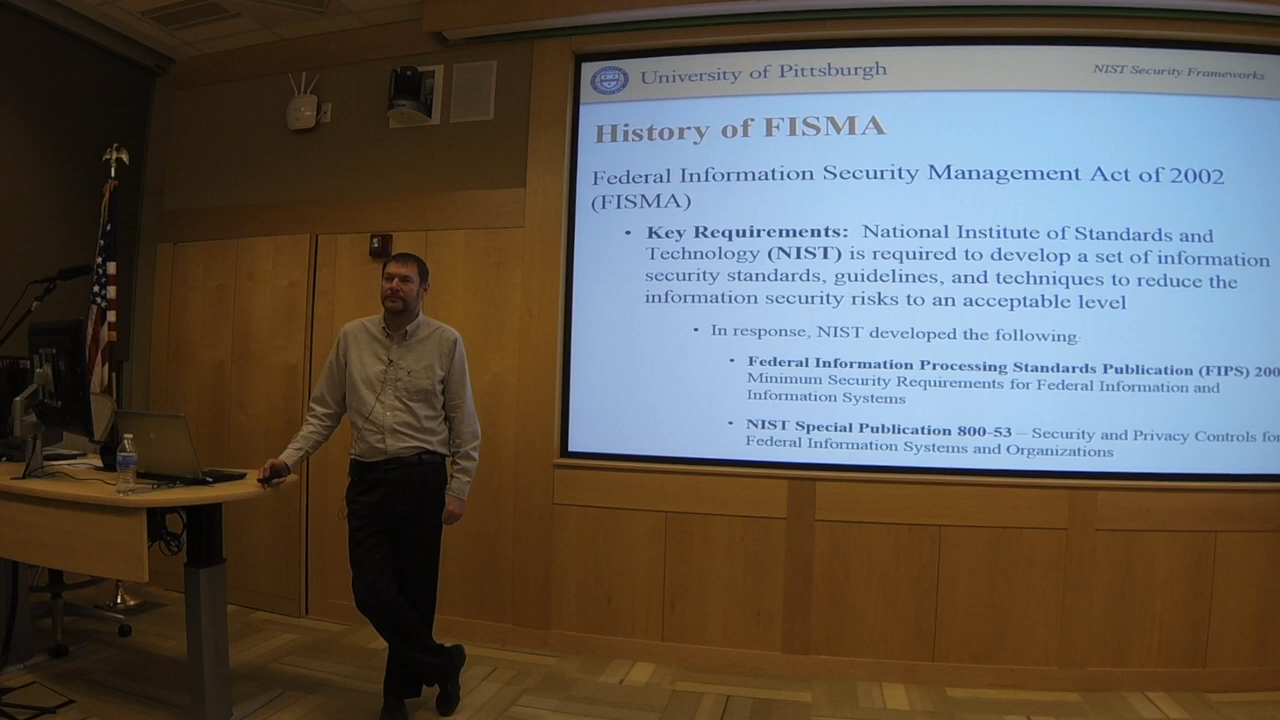 University of Pittsburgh
NIST Security Frameworks
History of FISMA
Federal Information Security Management Act of 2002
(FISMA)
• Key Requirements: National Institute of Standards and
Technology (NIST) is required to develop a set of information
security standards, guidelines, and techniques to reduce the
information security risks to an acceptable level
• In response, NIST developed the following:
• Federal Information Processing Standards Publication (FIPS) 200
Minimum Security Requirements for Federal Information and
Information Systems
• NIST Special Publication 800-53 – Security and Privacy Controls for
Federal Information Systems and Organizations